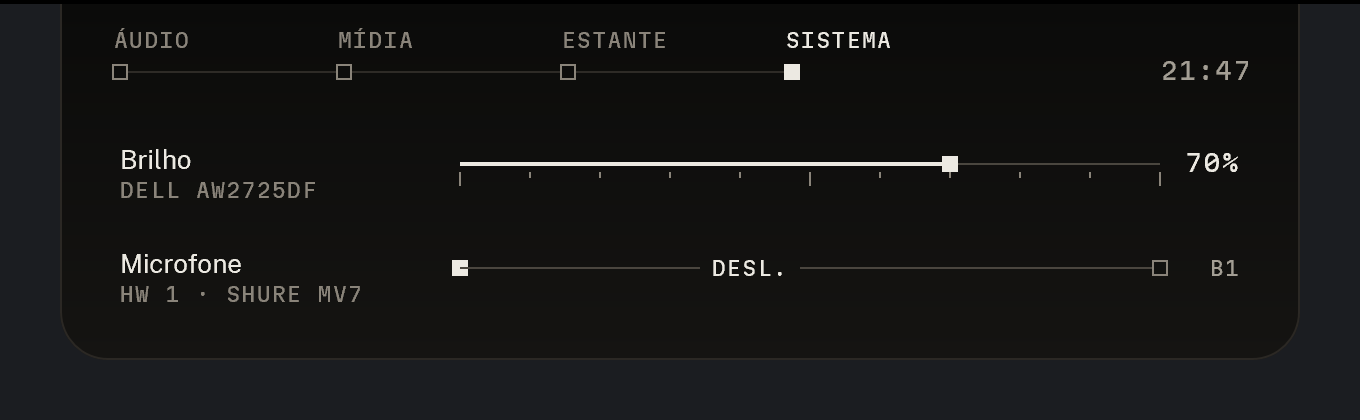 ÁUDIO MÍDIA ESTANTE SISTEMA
21:47
Brilho
70%
DELL AW2725DF
Microfone
DESL. B1
HW 1 · SHURE MV7